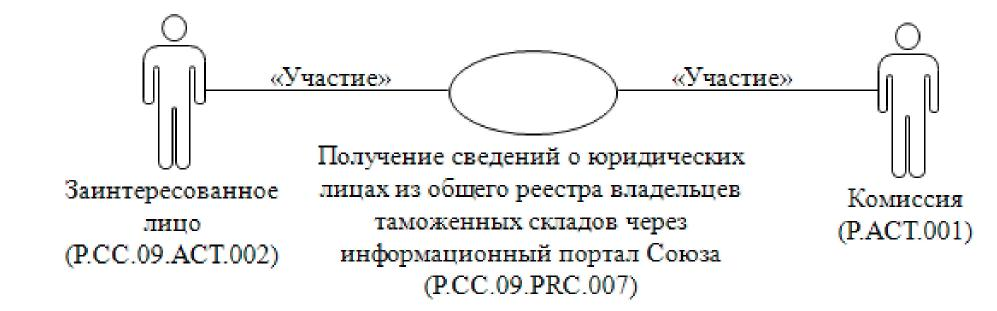 «Участие»
«Участие»
Заинтересованное
лицо
(P.CC.09.ACT.002)
Получение сведений о юридических
лицах из общего реестра владельцев
таможенных складов через
информационный портал Союза
(P.CC.09.PRC.007)
Комиссия
(P.ACT.001)